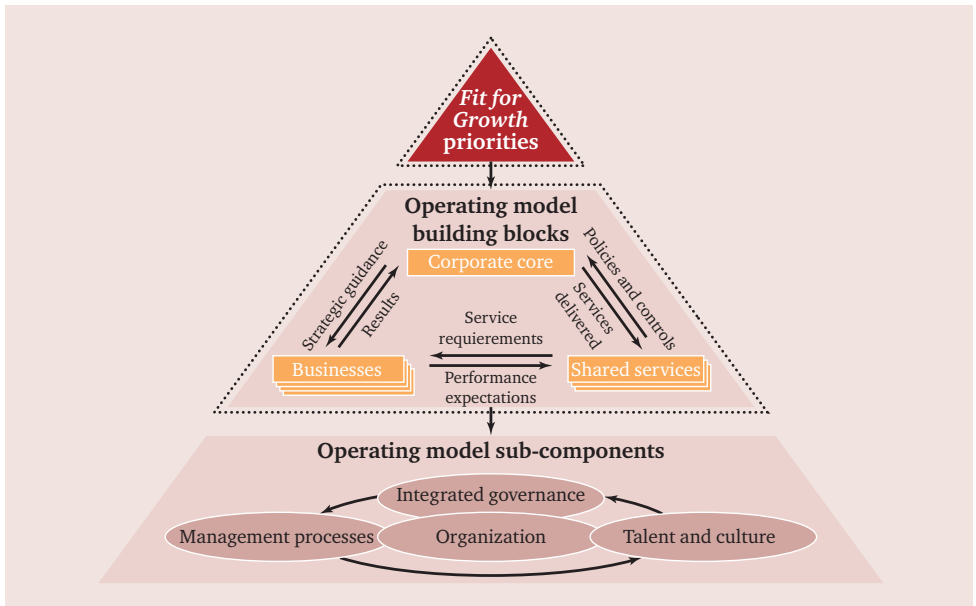 Fit for
Growth
priorities
Operating model
building blocks
Corporate core
Strategic guidance
Results
Policies and controls
Services
delivered
Service
requierements
Businesses
Shared services
Performance
expectations
Operating model sub-components
Integrated governance
Management processes
Organization
Talent and culture